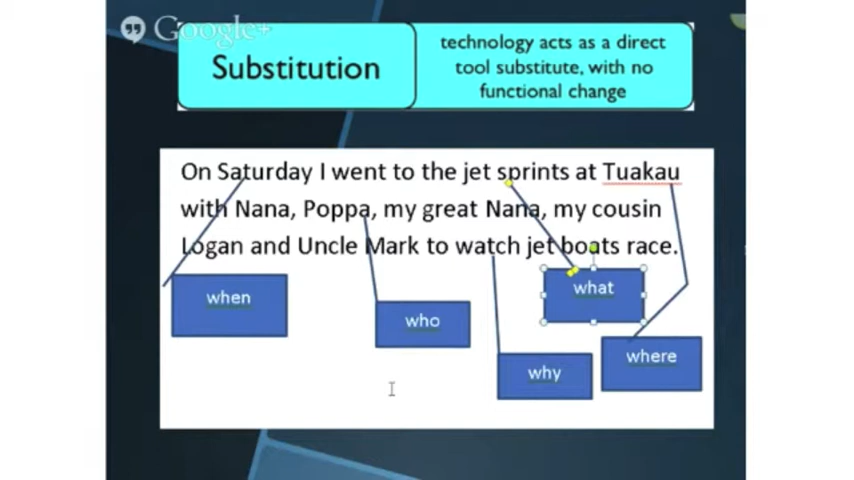 Google+
Substitution
technology acts as a direct
tool substitute, with no
functional change
On Saturday I went to the jet sprints at Tuakau
with Nana, Poppa, my great Nana, my cousin
Logan and Uncle Mark to watch jet boats race.
when
who
what
why
where